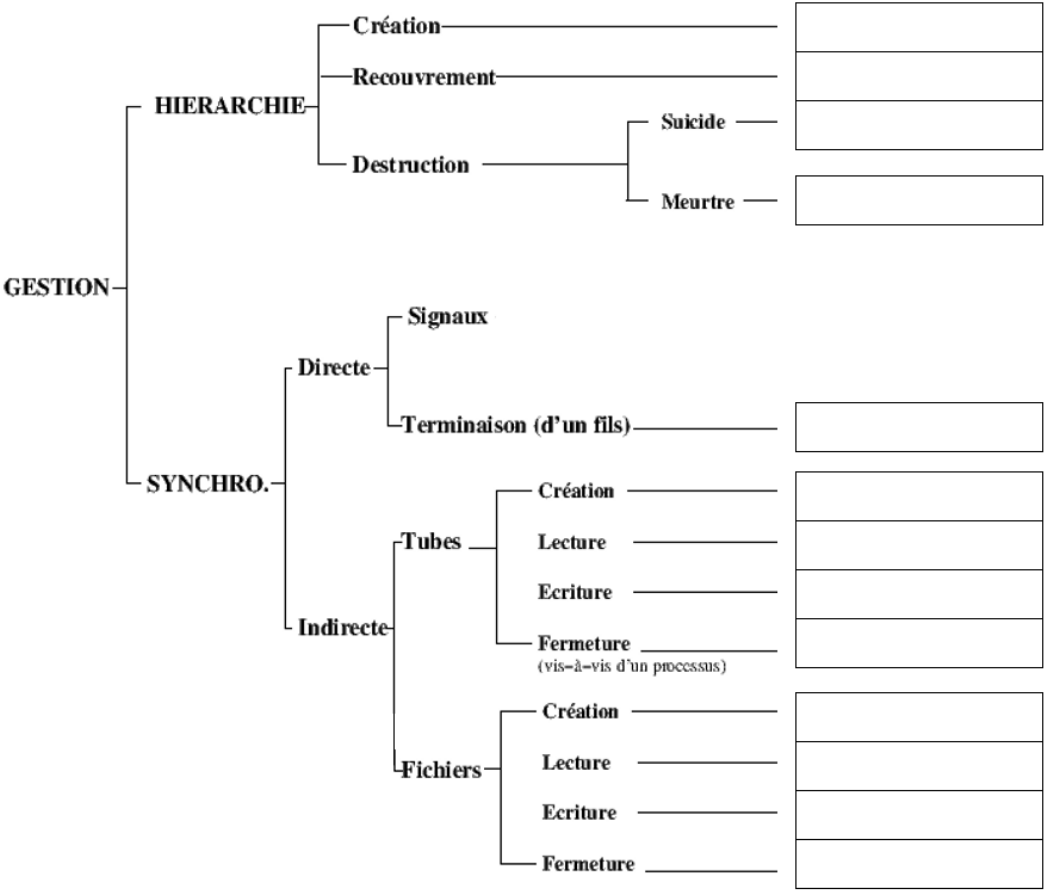 Création
Recouvrement
HIERARCHIE
Suicide
Destruction
Meurtre
GESTION
Signaux
Directe
Terminaison (d'un fils)
SYNCHRO.
Création
Tubes
Lecture
Ecriture
Indirecte
Fermeture
(vis-à-vis d'un processus)
Création
Lecture
Fichiers
Ecriture
Fermeture